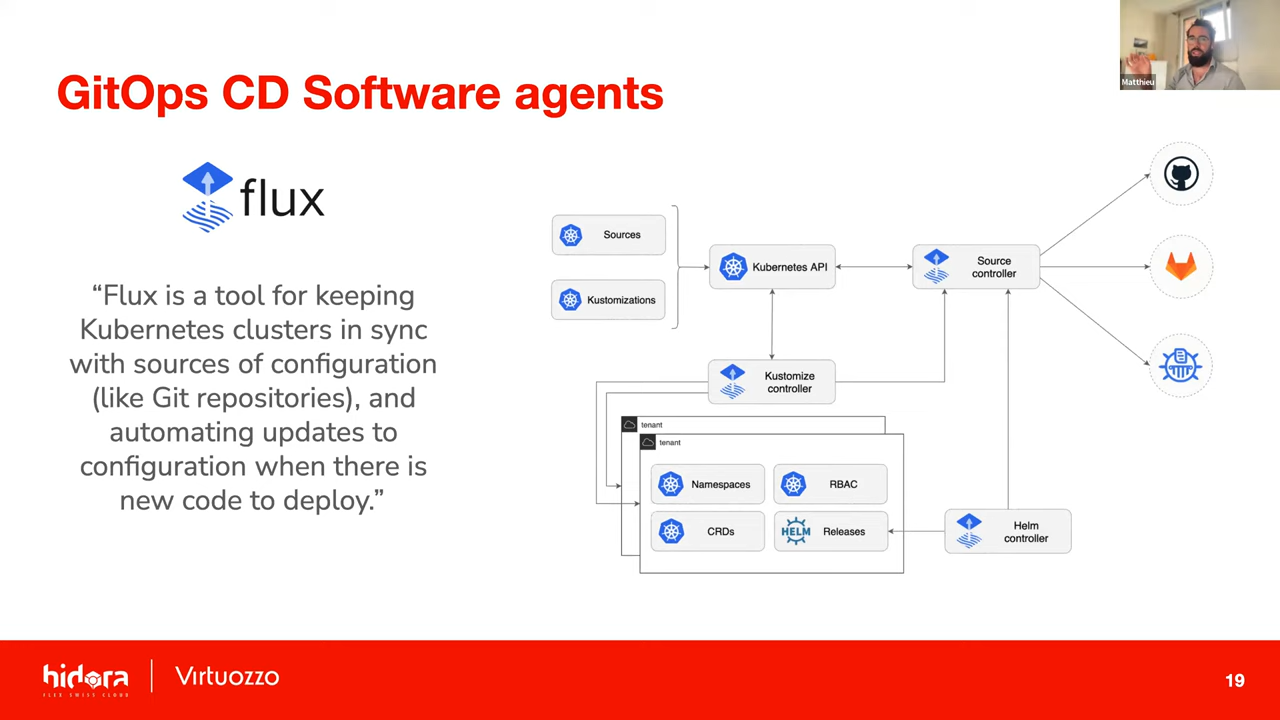 Matthieu
GitOps CD Software agents
flux
“Flux is a tool for keeping
Kubernetes clusters in sync
with sources of configuration
(like Git repositories), and
automating updates to
configuration when there is
new code to deploy.”
Sources
Kustomizations
Kubernetes API
Source
controller
Kustomize
controller
tenant
tenant
Namespaces
RBAC
CRDs
HELM
Releases
Helm
controller
hidora
FLEX SWISS CLOUD
Virtuozzo
19